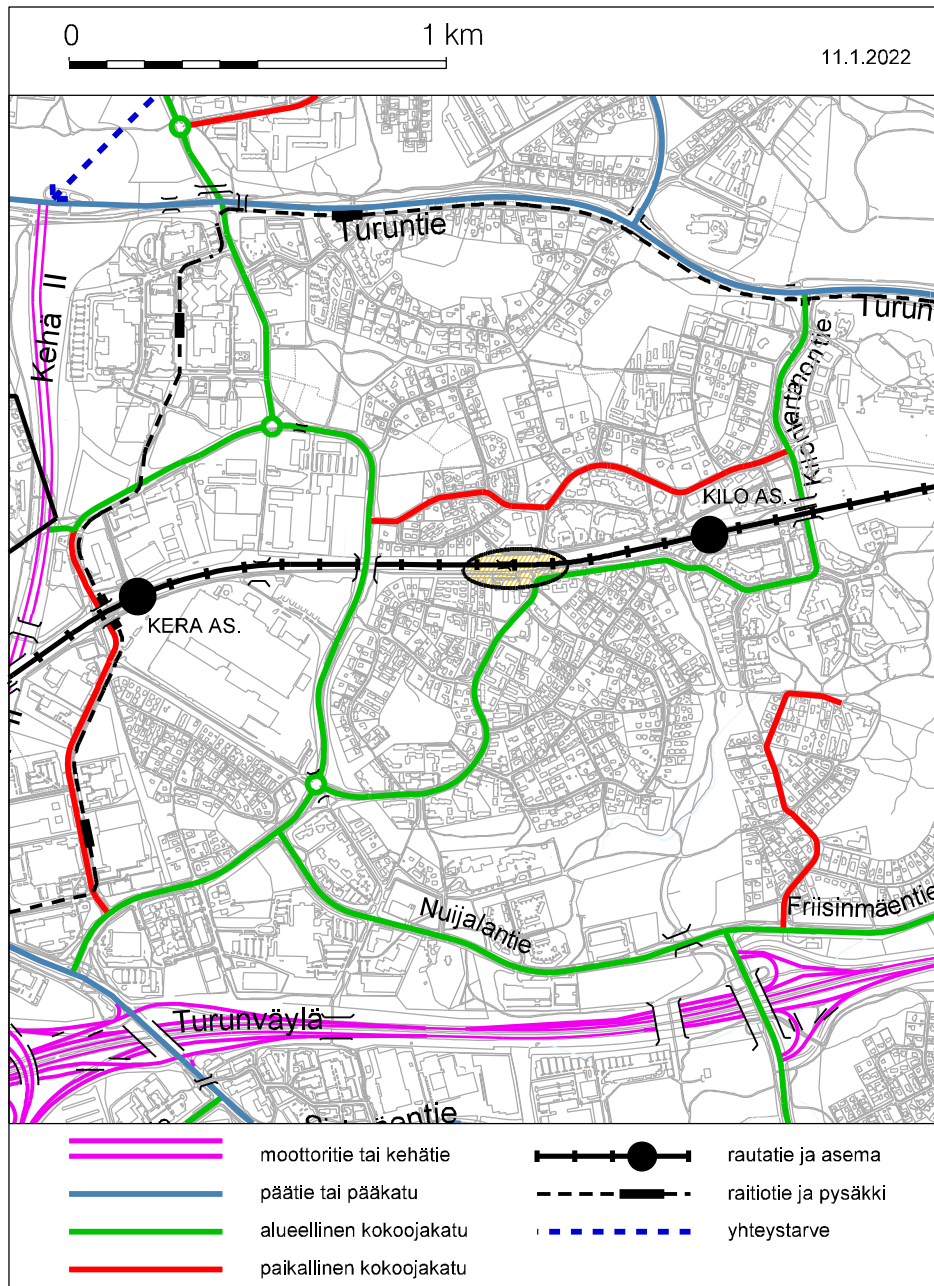 0 1 km
11.1.2022
Turuntie
Kehä II
Turun
Kilonkartanontie
KILO AS.
KERA AS.
Nuijalantie
Friisinmäentie
Turunväylä
moottoritie tai kehätie
päätie tai pääkatu
alueellinen kokoojakatu
paikallinen kokoojakatu
rautatie ja asema
raitiotie ja pysäkki
yhteystarve